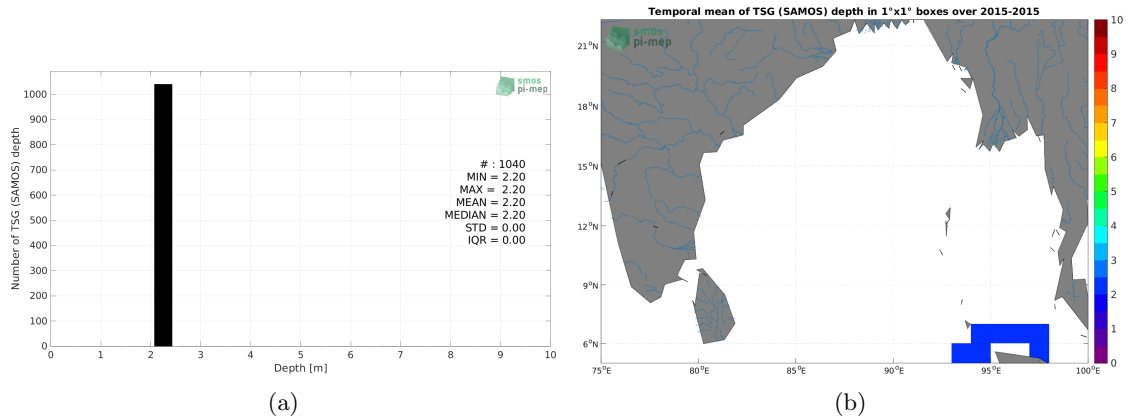 smos
pi-mep
Number of TSG (SAMOS) depth
1000
900
800
700
600
500
400
300
200
100
0
# : 1040
MIN = 2.20
MAX = 2.20
MEAN = 2.20
MEDIAN = 2.20
STD = 0.00
IQR = 0.00
0 1 2 3 4 5 6 7 8 9 10
Depth [m]
(a)
Temporal mean of TSG (SAMOS) depth in 1°x1° boxes over 2015-2015
smos
pi-mep
21°N
18°N
15°N
12°N
9°N
6°N
75°E 80°E 85°E 90°E 95°E 100°E
10
9
8
7
6
5
4
3
2
1
0
(b)